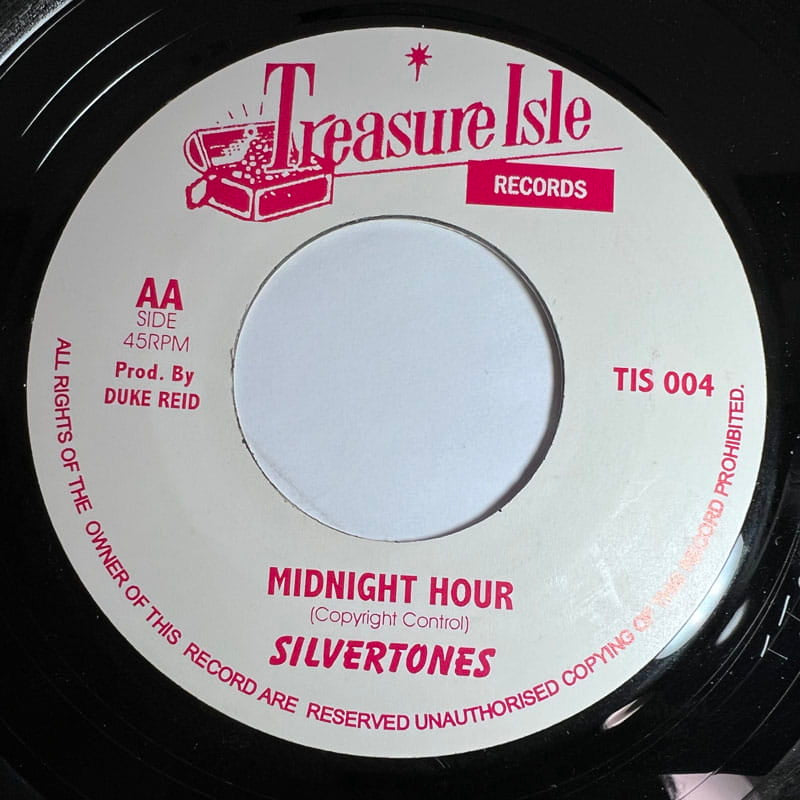 Treasure Isle
RECORDS
AA
SIDE
45RPM
Prod. By
DUKE REID
TIS 004
MIDNIGHT HOUR
(Copyright Control)
SILVERTONES
ALL RIGHTS OF THE OWNER OF THIS RECORD ARE RESERVED UNAUTHORISED COPYING OF THIS RECORD PROHIBITED.